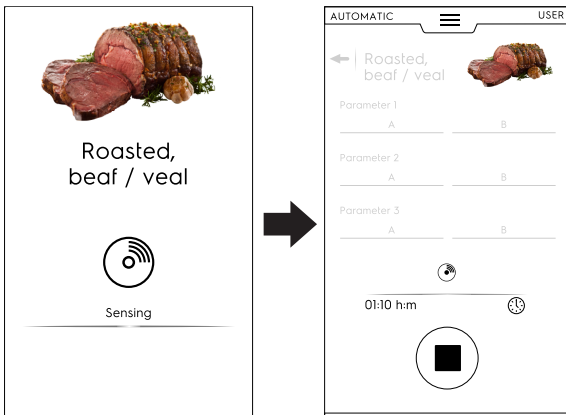 Roasted,
beaf / veal
Sensing
AUTOMATIC
USER
Roasted,
beaf / veal
Parameter 1
A B
Parameter 2
A B
Parameter 3
A B
01:10 h:m